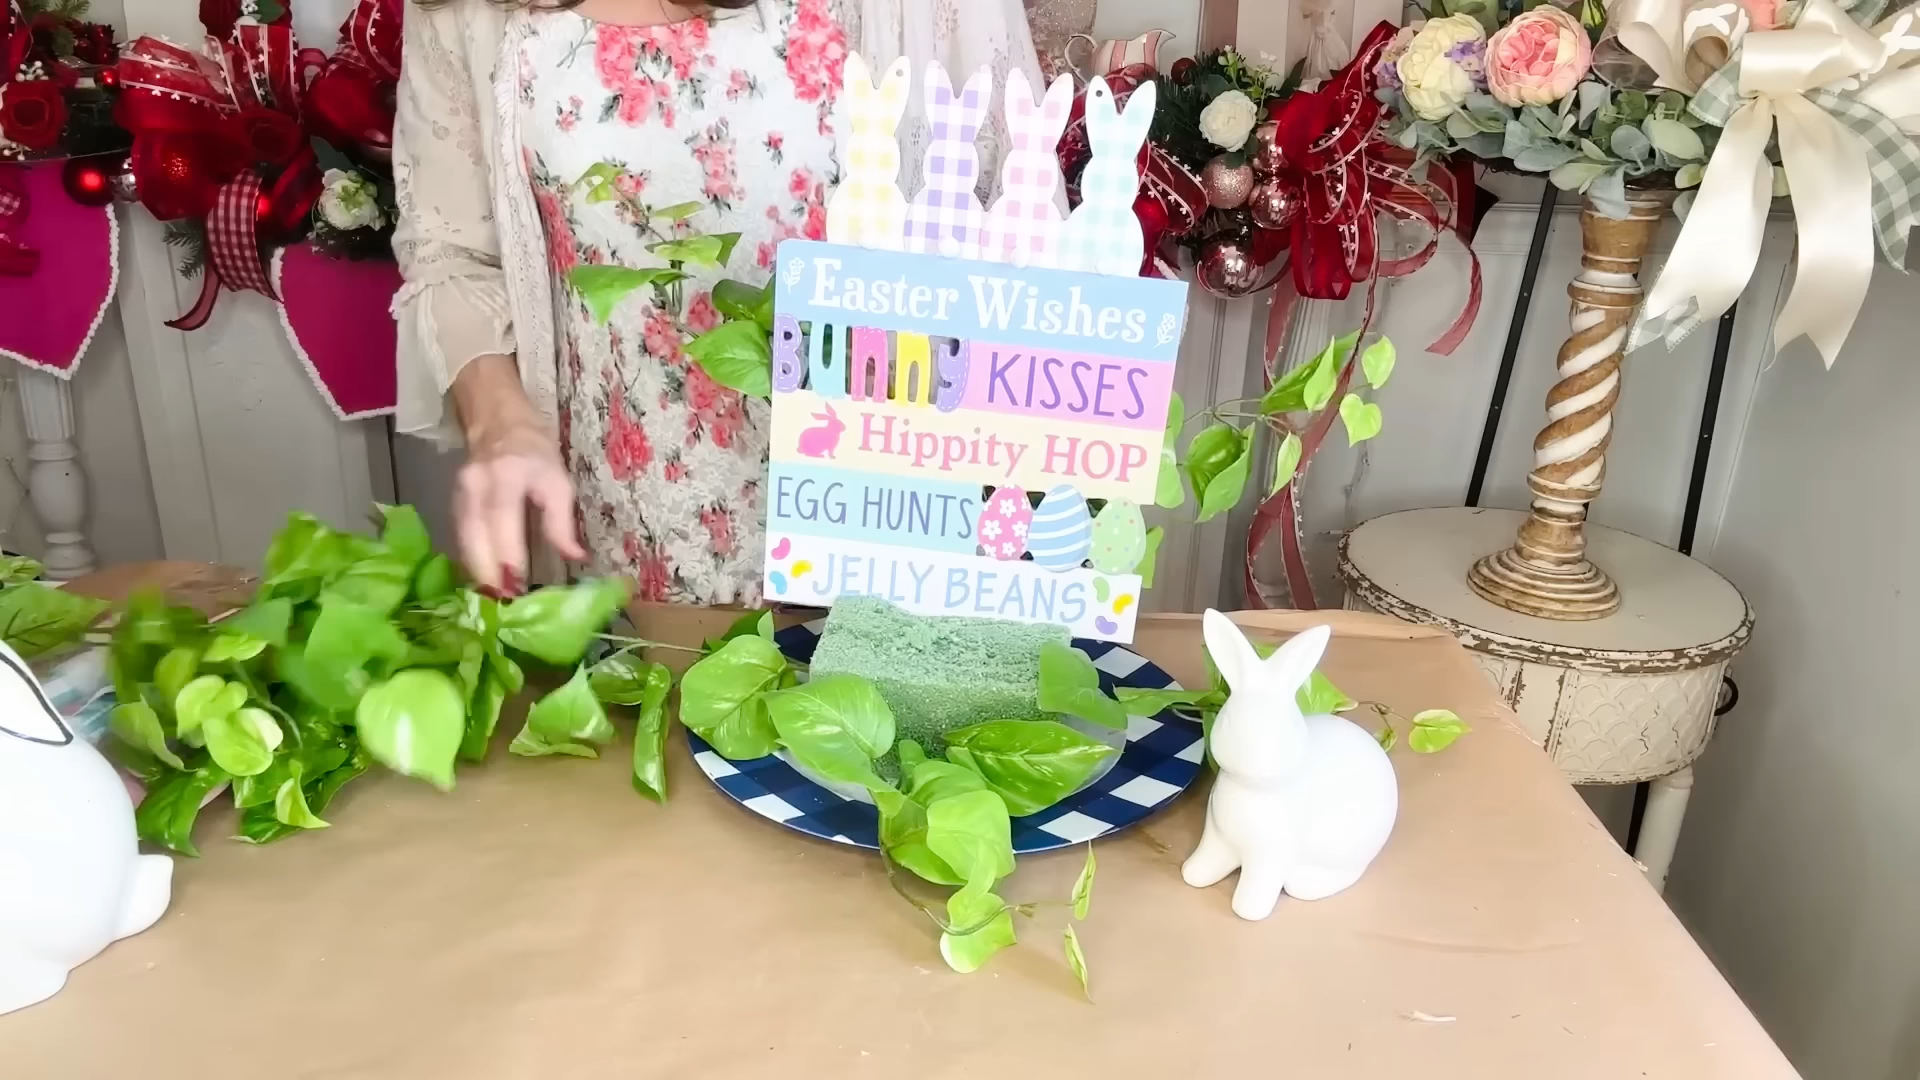 Easter Wishes
Bunny KISSES
Hippity HOP
EGG HUNTS
JELLY BEANS